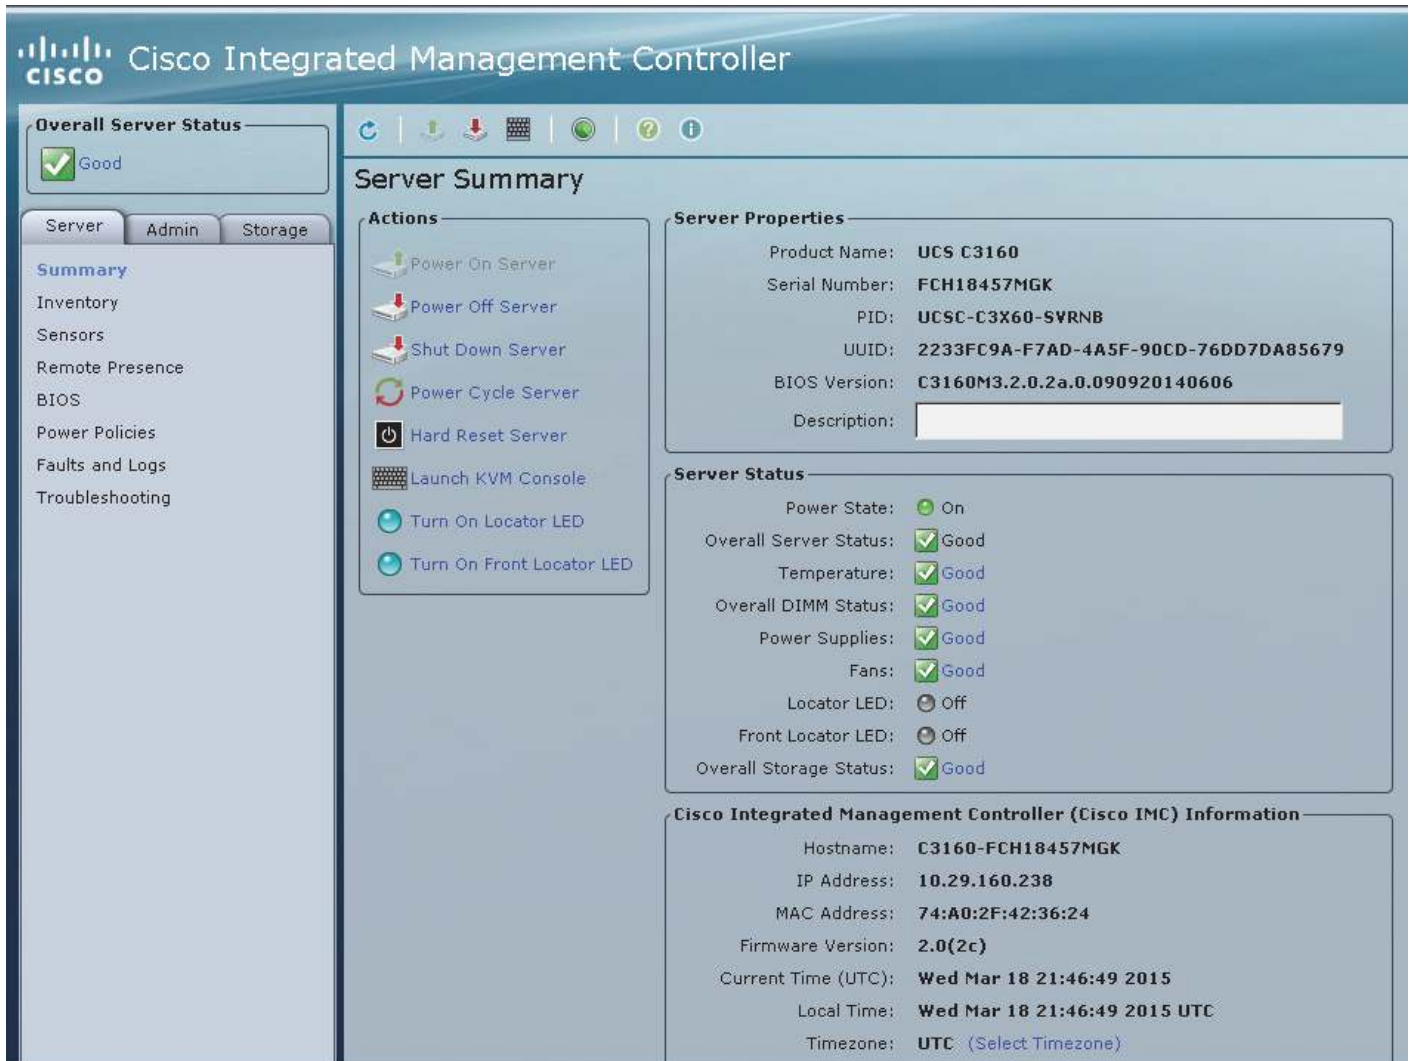 cisco Cisco Integrated Management Controller
Overall Server Status
Good
Server Admin Storage
Summary
Inventory
Sensors
Remote Presence
BIOS
Power Policies
Faults and Logs
Troubleshooting
Server Summary
Actions
Power On Server
Power Off Server
Shut Down Server
Power Cycle Server
Hard Reset Server
Launch KVM Console
Turn On Locator LED
Turn On Front Locator LED
Server Properties
Product Name: UCS C3160
Serial Number: FCH18457MGK
PID: UCSC-C3X60-SVRNB
UUID: 2233FC9A-F7AD-4A5F-90CD-76DD7DA85679
BIOS Version: C3160M3.2.0.2a.0.090920140606
Description:
Server Status
Power State: On
Overall Server Status: Good
Temperature: Good
Overall DIMM Status: Good
Power Supplies: Good
Fans: Good
Locator LED: Off
Front Locator LED: Off
Overall Storage Status: Good
Cisco Integrated Management Controller (Cisco IMC) Information
Hostname: C3160-FCH18457MGK
IP Address: 10.29.160.238
MAC Address: 74:A0:2F:42:36:24
Firmware Version: 2.0(2c)
Current Time (UTC): Wed Mar 18 21:46:49 2015
Local Time: Wed Mar 18 21:46:49 2015 UTC
Timezone: UTC (Select Timezone)